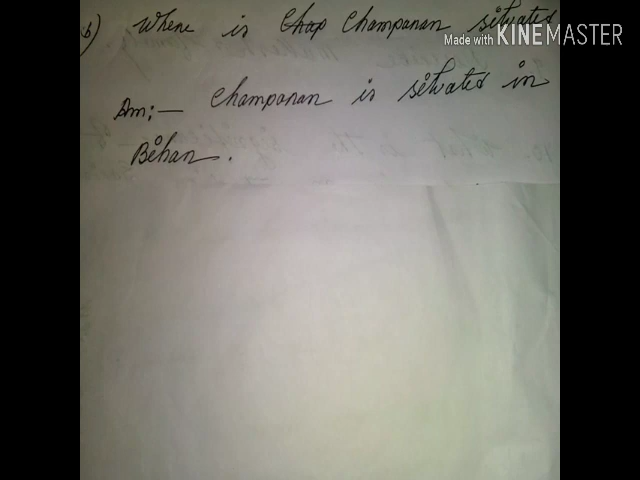 b) Where is Chap Champaran situated
Made with KINEMASTER
Ans:— Champaran is situated in
Bihar.